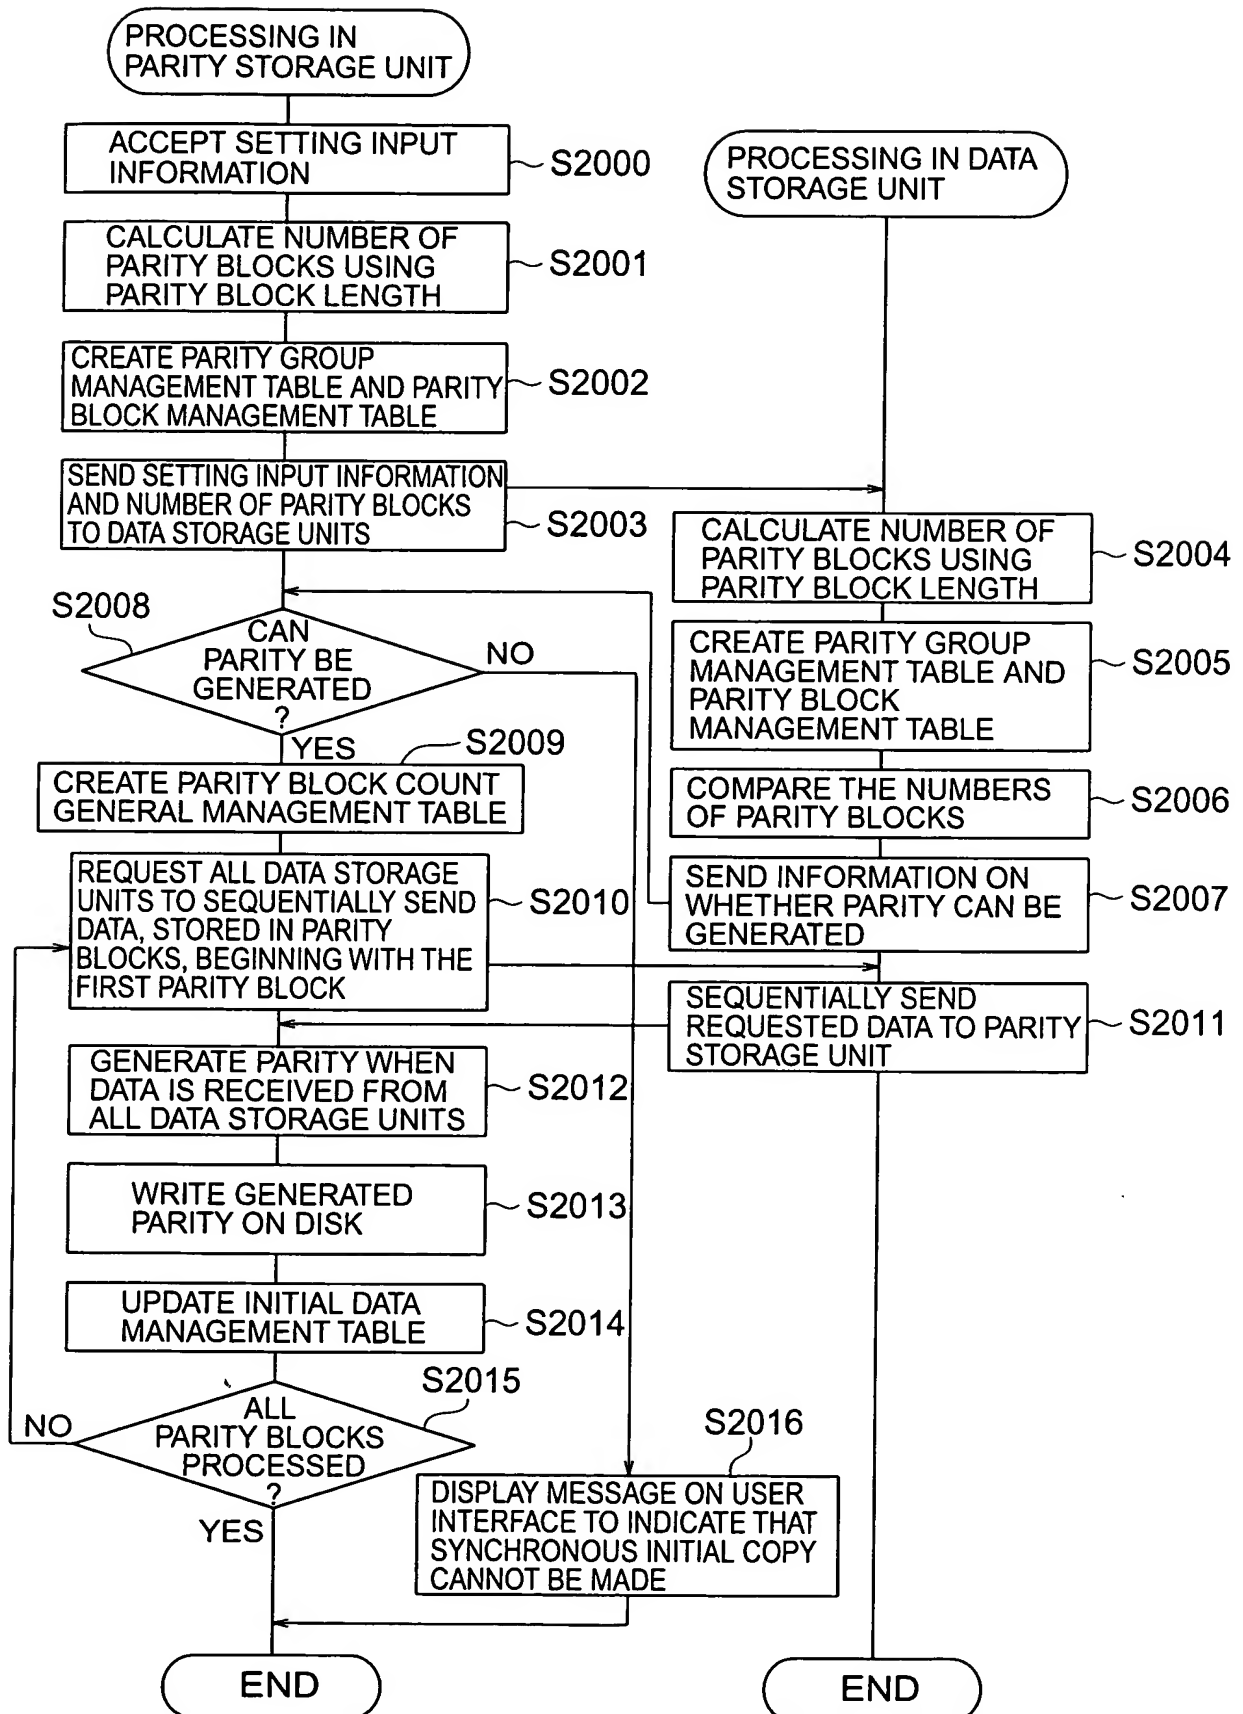 PROCESSING IN
PARITY STORAGE UNIT
ACCEPT SETTING INPUT
INFORMATION
S2000
CALCULATE NUMBER OF
PARITY BLOCKS USING
PARITY BLOCK LENGTH
S2001
CREATE PARITY GROUP
MANAGEMENT TABLE AND PARITY
BLOCK MANAGEMENT TABLE
S2002
SEND SETTING INPUT INFORMATION
AND NUMBER OF PARITY BLOCKS
TO DATA STORAGE UNITS
S2003
S2008
CAN
PARITY BE
GENERATED
?
NO
YES
S2009
CREATE PARITY BLOCK COUNT
GENERAL MANAGEMENT TABLE
REQUEST ALL DATA STORAGE
UNITS TO SEQUENTIALLY SEND
DATA, STORED IN PARITY
BLOCKS, BEGINNING WITH THE
FIRST PARITY BLOCK
S2010
GENERATE PARITY WHEN
DATA IS RECEIVED FROM
ALL DATA STORAGE UNITS
S2012
WRITE GENERATED
PARITY ON DISK
S2013
UPDATE INITIAL DATA
MANAGEMENT TABLE
S2014
S2015
ALL
PARITY BLOCKS
PROCESSED
?
NO
YES
S2016
DISPLAY MESSAGE ON USER
INTERFACE TO INDICATE THAT
SYNCHRONOUS INITIAL COPY
CANNOT BE MADE
END
PROCESSING IN DATA
STORAGE UNIT
CALCULATE NUMBER OF
PARITY BLOCKS USING
PARITY BLOCK LENGTH
S2004
CREATE PARITY GROUP
MANAGEMENT TABLE AND
PARITY BLOCK
MANAGEMENT TABLE
S2005
COMPARE THE NUMBERS
OF PARITY BLOCKS
S2006
SEND INFORMATION ON
WHETHER PARITY CAN BE
GENERATED
S2007
SEQUENTIALLY SEND
REQUESTED DATA TO PARITY
STORAGE UNIT
S2011
END